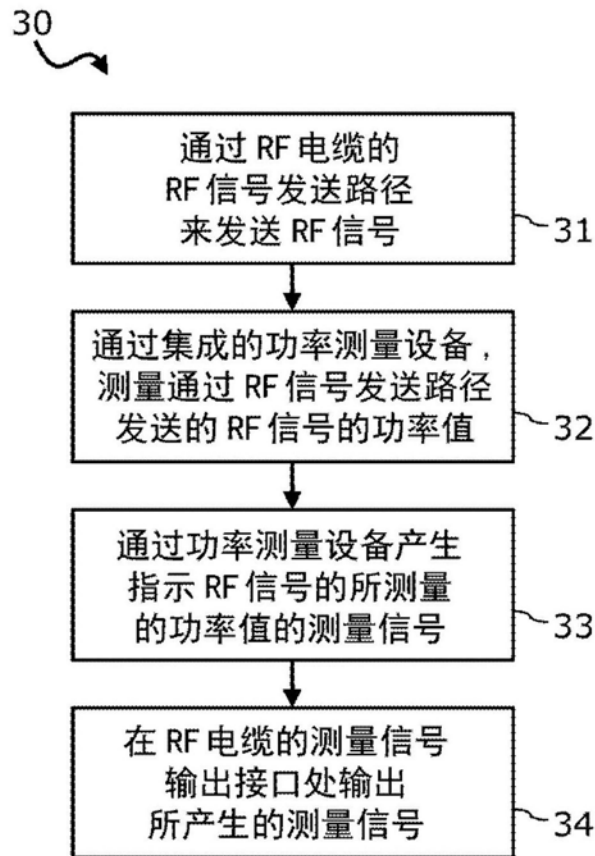 30
通过 RF 电缆的
RF 信号发送路径
来发送 RF 信号
31
通过集成的功率测量设备,
测量通过 RF 信号发送路径
发送的 RF 信号的功率值
32
通过功率测量设备产生
指示 RF 信号的所测量
的功率值的测量信号
33
在 RF 电缆的测量信号
输出接口处输出
所产生的测量信号
34